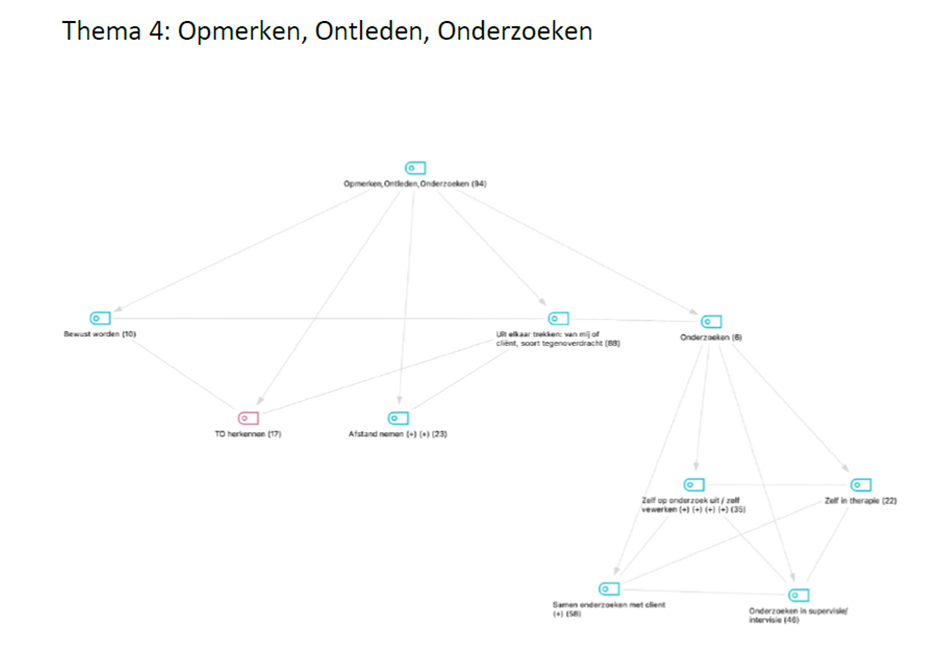 Thema 4: Opmerken, Ontleden, Onderzoeken
Opmerken, Ontleden, Onderzoeken (94)
Bewust worden (10)
Uit elkaar trekken: van mij of
cliënt, soort tegenoverdracht (88)
Onderzoeken (6)
TO herkennen (17)
Afstand nemen (+) (+) (23)
Zelf op onderzoek uit / zelf
vewerken (+) (+) (+) (+) (35)
Zelf in therapie (22)
Samen onderzoeken met client
(+) (58)
Onderzoeken in supervisie/
intervisie (46)